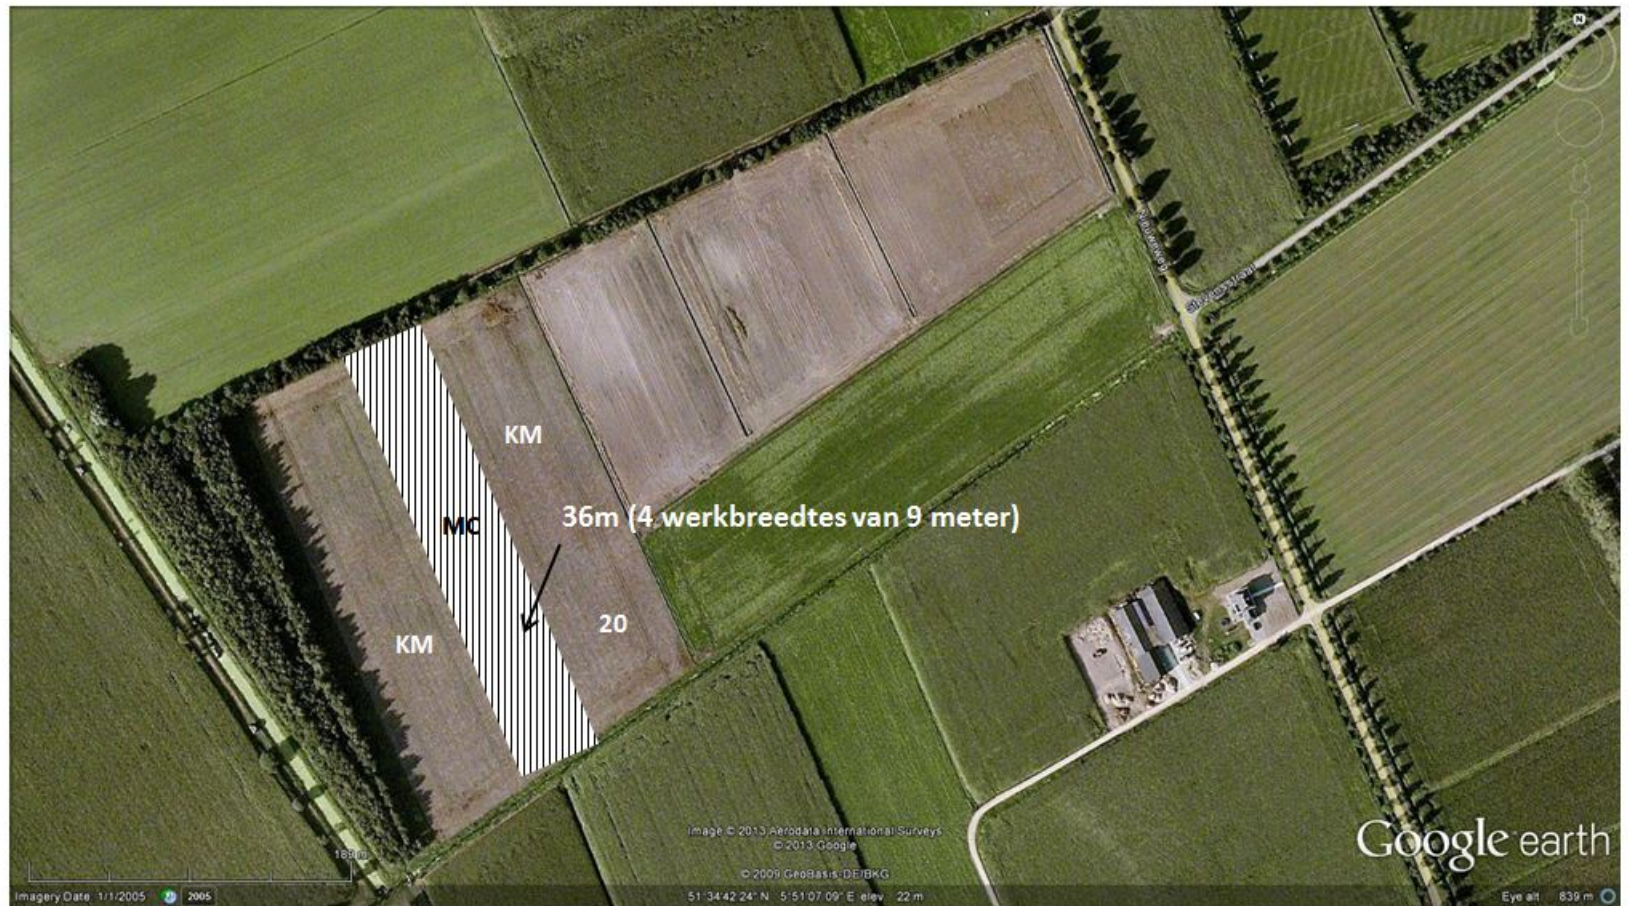 N
Nieuweweg
KM
36m (4 werkbreedtes van 9 meter)
MC
20
KM
Image © 2013 Aerodata International Surveys
© 2013 Google
© 2009 GeoBasis-DE/BKG
Google earth
189 m
Imagery Date: 1/1/2005
2005
51°34'42.24" N 5°51'07.09" E elev 22 m
Eye alt 839 m